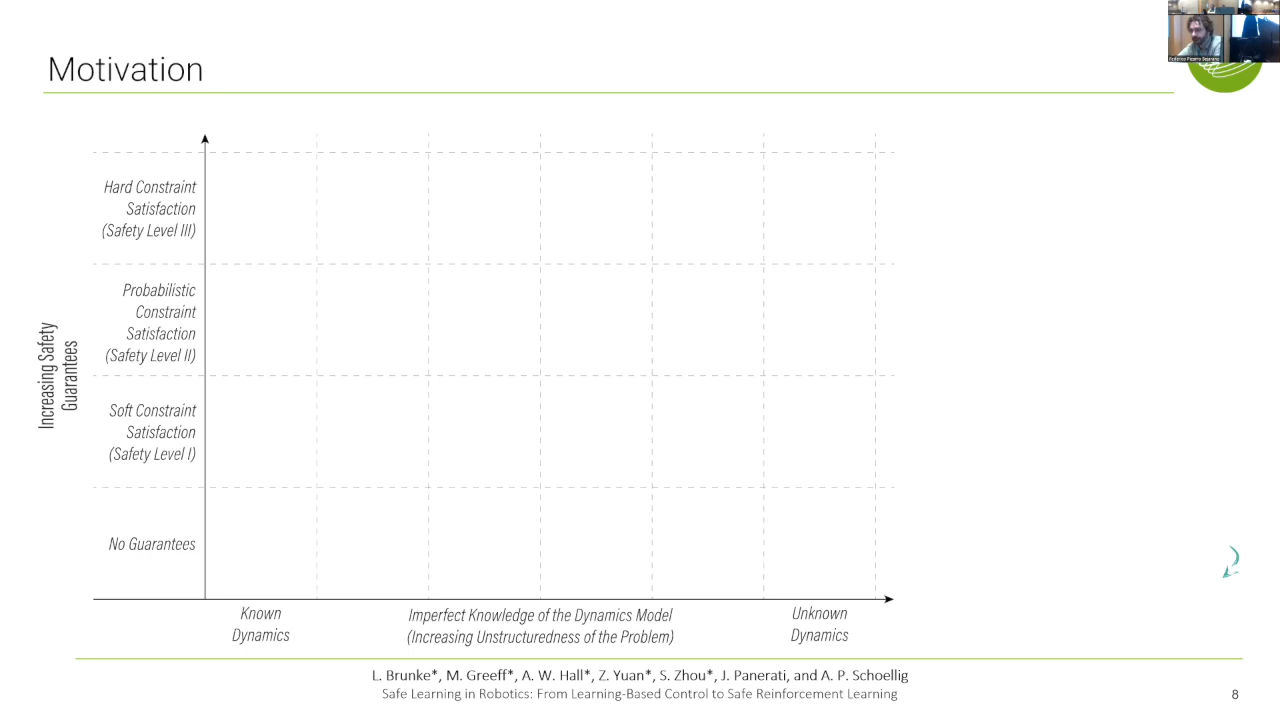 Motivation
Hard Constraint
Satisfaction
(Safety Level III)
Probabilistic
Constraint
Satisfaction
(Safety Level II)
Soft Constraint
Satisfaction
(Safety Level I)
No Guarantees
Increasing Safety
Guarantees
Known
Dynamics
Imperfect Knowledge of the Dynamics Model
(Increasing Unstructuredness of the Problem)
Unknown
Dynamics
L. Brunke*, M. Greeff*, A. W. Hall*, Z. Yuan*, S. Zhou*, J. Panerati, and A. P. Schoellig
Safe Learning in Robotics: From Learning-Based Control to Safe Reinforcement Learning
8